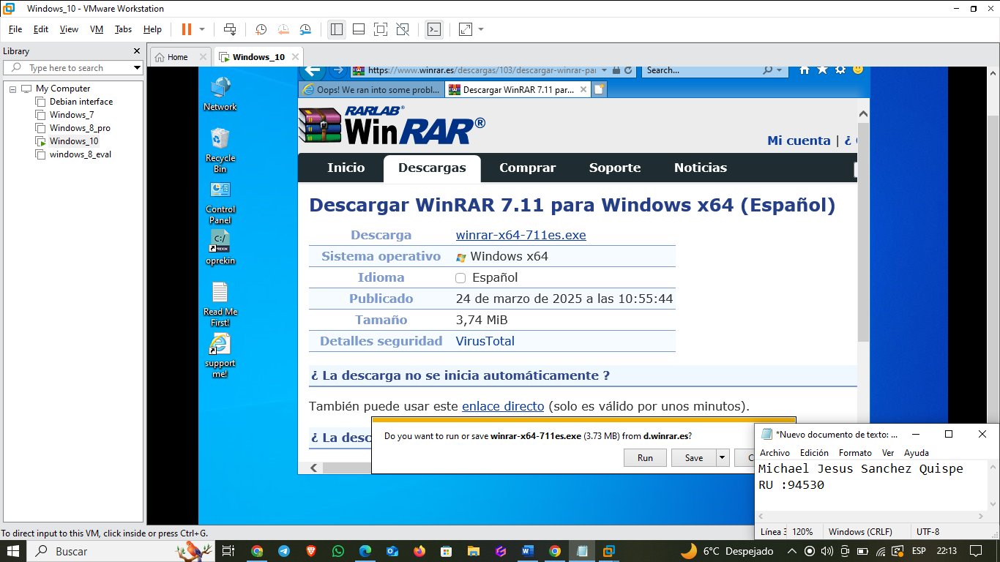 Windows_10 - VMware Workstation
File Edit View VM Tabs Help
Library
Type here to search
My Computer
Debian interface
Windows_7
Windows_8_pro
Windows_10
windows_8_eval
Home
Windows_10
Network
Recycle
Bin
Control
Panel
C:/
oprekin
Read Me
First!
support
me!
https://www.winrar.es/descargas/103/descargar-winrar-pa
Search...
Oops! We ran into some probl...
Descargar WinRAR 7.11 par...
RARLAB®
WinRAR®
Mi cuenta | ¿
Inicio Descargas Comprar Soporte Noticias
Descargar WinRAR 7.11 para Windows x64 (Español)
Descarga winrar-x64-711es.exe
Sistema operativo Windows x64
Idioma Español
Publicado 24 de marzo de 2025 a las 10:55:44
Tamaño 3,74 MiB
Detalles seguridad VirusTotal
¿ La descarga no se inicia automáticamente ?
También puede usar este enlace directo (solo es válido por unos minutos).
¿ La desc
Do you want to run or save winrar-x64-711es.exe (3.73 MB) from d.winrar.es?
Run Save C
*Nuevo documento de texto: ...
Archivo Edición Formato Ver Ayuda
Michael Jesus Sanchez Quispe
RU :94530
Línea 3 120% Windows (CRLF) UTF-8
To direct input to this VM, click inside or press Ctrl+G.
Buscar
6°C Despejado
ESP
22:13